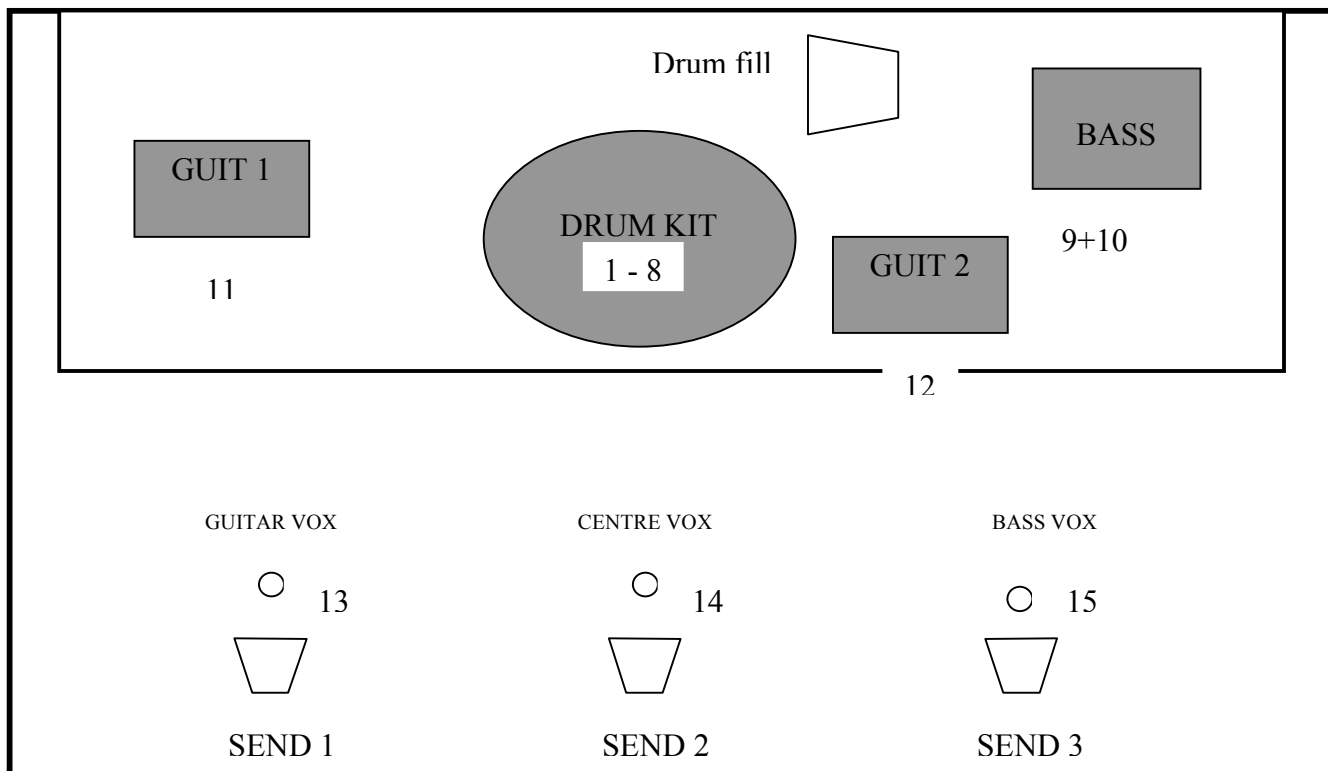 Drum fill
BASS
GUIT 1
DRUM KIT
1 - 8
9+10
GUIT 2
11
12
GUITAR VOX
CENTRE VOX
BASS VOX
13
14
15
SEND 1
SEND 2
SEND 3